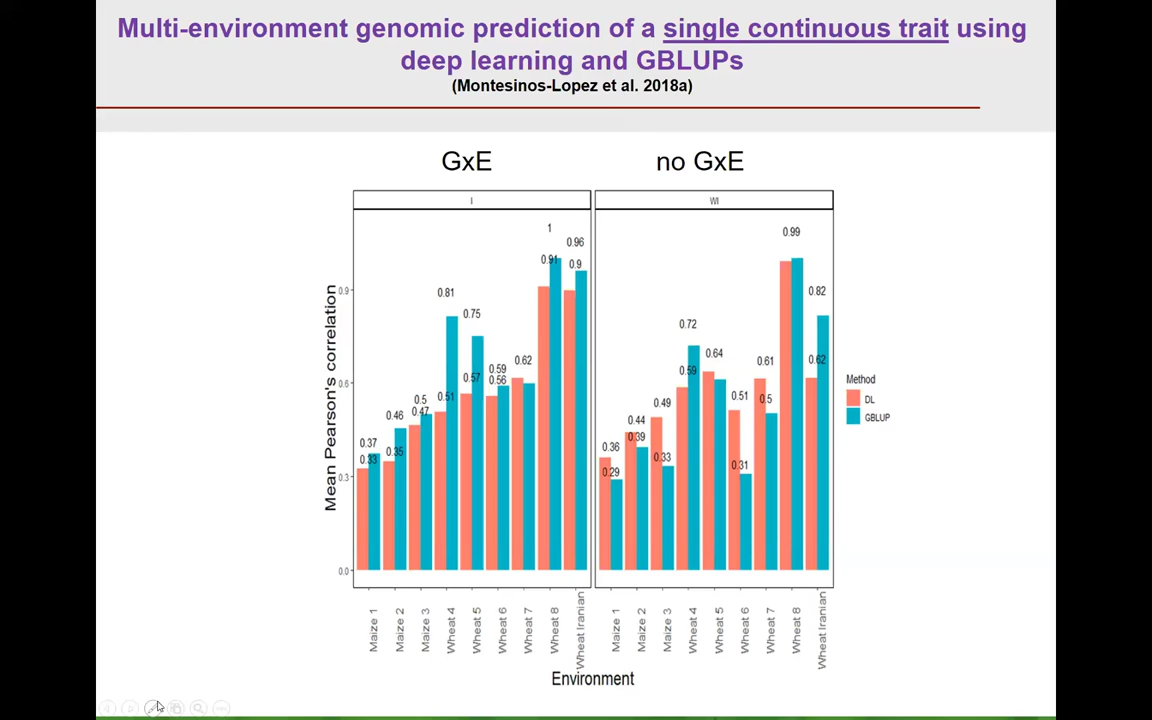 Multi-environment genomic prediction of a single continuous trait using
deep learning and GBLUPs
(Montesinos-Lopez et al. 2018a)
GxE
no GxE
I
WI
Mean Pearson's correlation
0.9
0.6
0.3
0.0
0.33
0.37
0.35
0.46
0.47
0.5
0.51
0.81
0.57
0.75
0.56
0.59
0.62
0.91
1
0.9
0.96
0.36
0.29
0.44
0.39
0.49
0.33
0.59
0.72
0.64
0.51
0.31
0.61
0.5
0.99
0.62
0.82
Maize 1
Maize 2
Maize 3
Wheat 4
Wheat 5
Wheat 6
Wheat 7
Wheat 8
Wheat Iranian
Maize 1
Maize 2
Maize 3
Wheat 4
Wheat 5
Wheat 6
Wheat 7
Wheat 8
Wheat Iranian
Environment
Method
DL
GBLUP